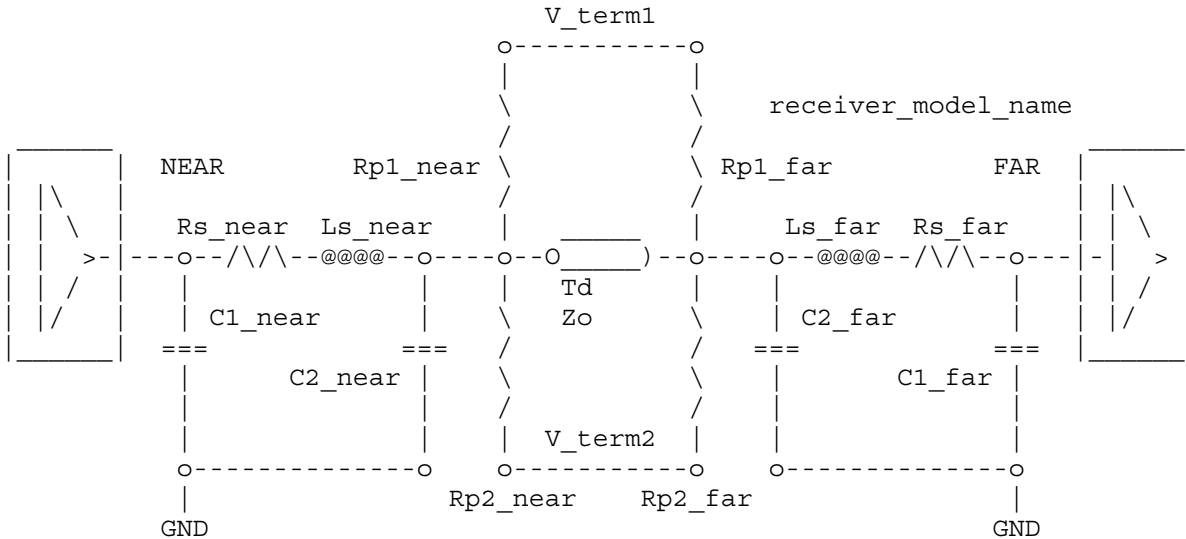 V_term1
receiver_model_name
NEAR Rp1_near Rp1_far FAR
Rs_near Ls_near Ls_far Rs_far
Td
C1_near Zo C2_far
C2_near C1_far
V_term2
Rp2_near Rp2_far
GND GND